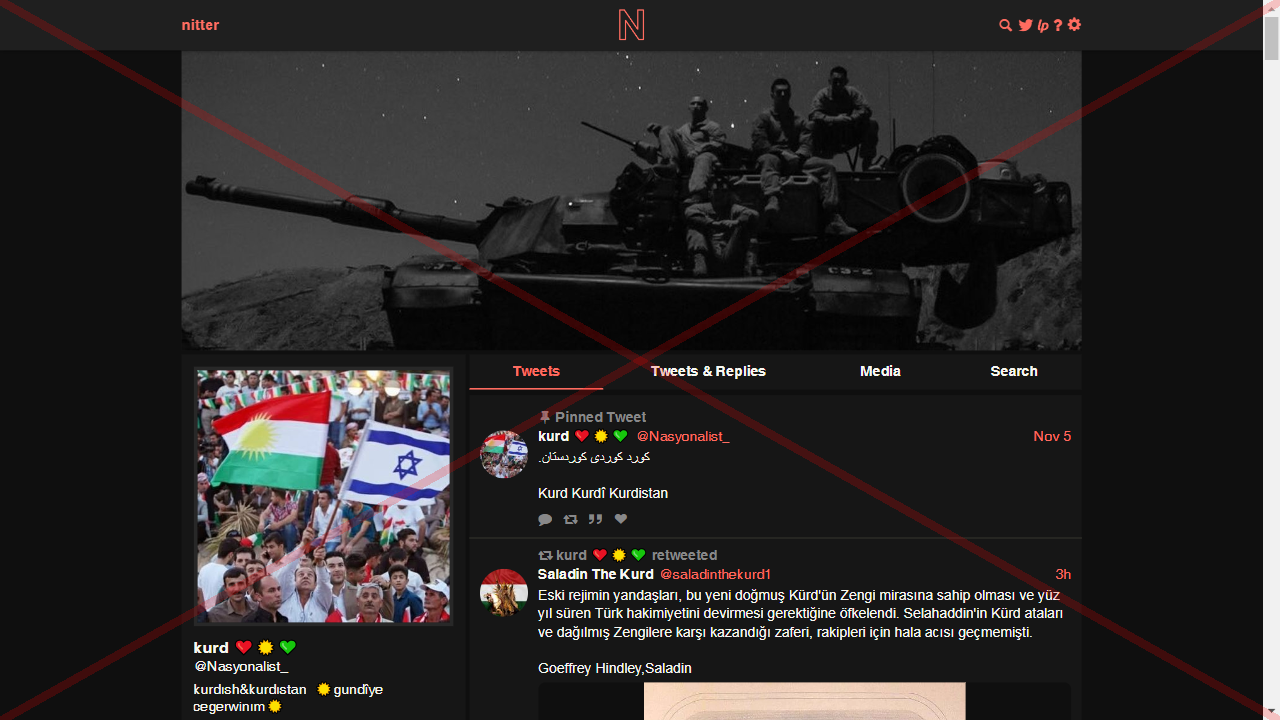 nitter
N
lp ?
C3-2
Tweets
Tweets & Replies
Media
Search
Pinned Tweet
kurd ❤️ ✹ 💚 @Nasyonalist_
Nov 5
کورد کوردی کوردستان.
Kurd Kurdî Kurdistan
kurd ❤️ ✹ 💚 retweeted
Saladin The Kurd @saladinthekurd1
3h
Eski rejimin yandaşları, bu yeni doğmuş Kürd'ün Zengi mirasına sahip olması ve yüz
yıl süren Türk hakimiyetini devirmesi gerektiğine öfkelendi. Selahaddin'in Kürd ataları
ve dağılmış Zengilere karşı kazandığı zaferi, rakipleri için hala acısı geçmemişti.
Goeffrey Hindley,Saladin
kurd ❤️ ✹ 💚
@Nasyonalist_
kurdısh&kurdıstan ✹ gundîye
cegerwinım ✹